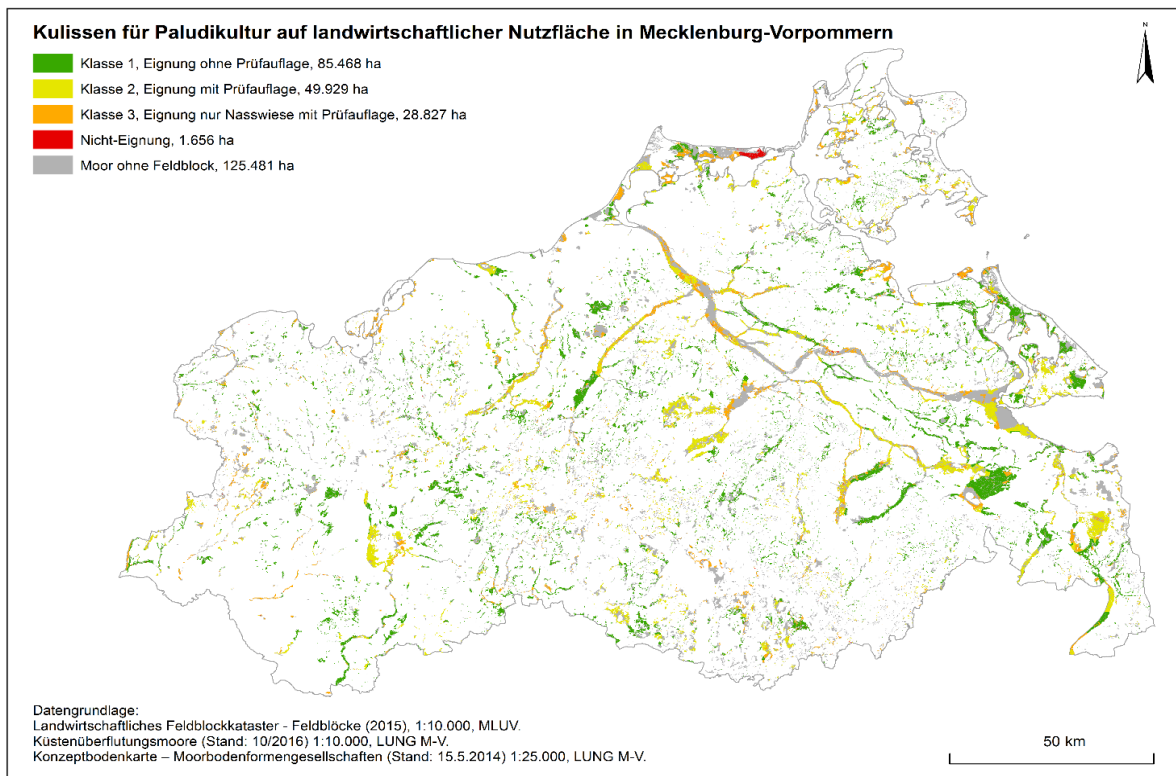 Kulissen für Paludikultur auf landwirtschaftlicher Nutzfläche in Mecklenburg-Vorpommern
N
Klasse 1, Eignung ohne Prüfauflage, 85.468 ha
Klasse 2, Eignung mit Prüfauflage, 49.929 ha
Klasse 3, Eignung nur Nasswiese mit Prüfauflage, 28.827 ha
Nicht-Eignung, 1.656 ha
Moor ohne Feldblock, 125.481 ha
Datengrundlage:
Landwirtschaftliches Feldblockkataster - Feldblöcke (2015), 1:10.000, MLUV.
Küstenüberflutungsmoore (Stand: 10/2016) 1:10.000, LUNG M-V.
Konzeptbodenkarte – Moorbodenformengesellschaften (Stand: 15.5.2014) 1:25.000, LUNG M-V.
50 km